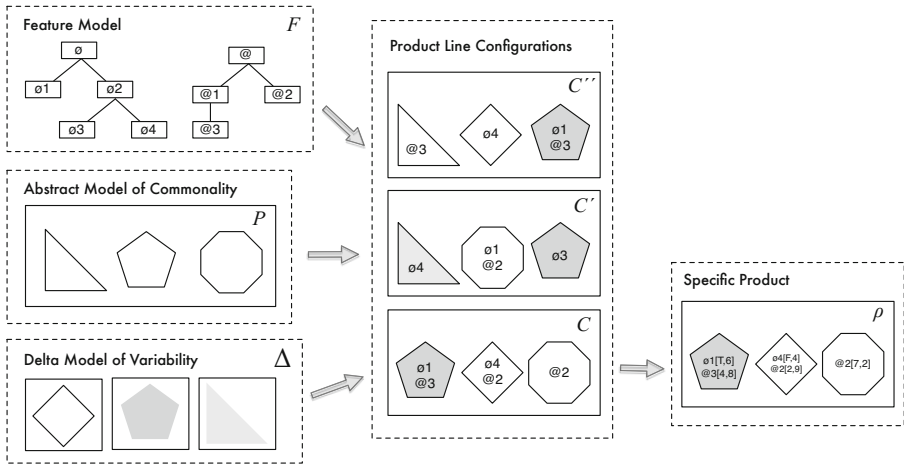 Feature Model
F
ø
@
ø1
ø2
@1
@2
ø3
ø4
@3
Abstract Model of Commonality
P
Delta Model of Variability
Δ
Product Line Configurations
C´´
@3
ø4
ø1
@3
C´
ø4
ø1
@2
ø3
C
ø1
@3
ø4
@2
@2
Specific Product
ρ
ø1[T,6]
@3[4,8]
ø4[F,4]
@2[2,9]
@2[7,2]